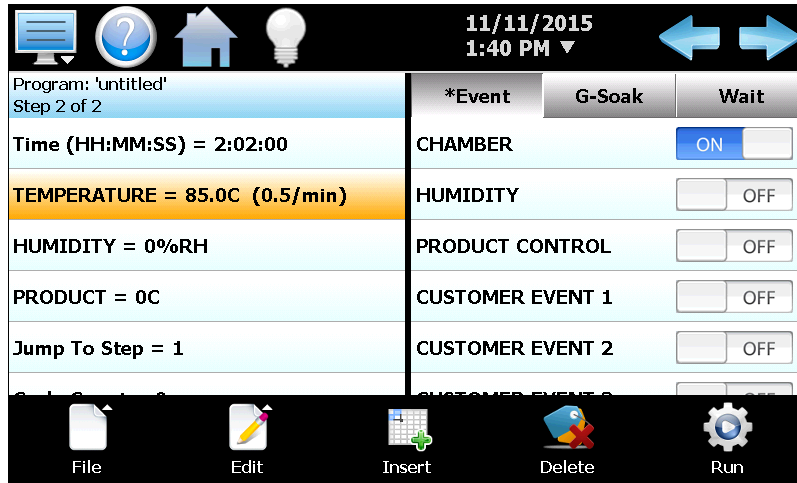 11/11/2015
1:40 PM ▼
Program: 'untitled'
Step 2 of 2
*Event
G-Soak
Wait
Time (HH:MM:SS) = 2:02:00
CHAMBER
ON
TEMPERATURE = 85.0C (0.5/min)
HUMIDITY
OFF
HUMIDITY = 0%RH
PRODUCT CONTROL
OFF
PRODUCT = 0C
CUSTOMER EVENT 1
OFF
Jump To Step = 1
CUSTOMER EVENT 2
OFF
File
Edit
Insert
Delete
Run